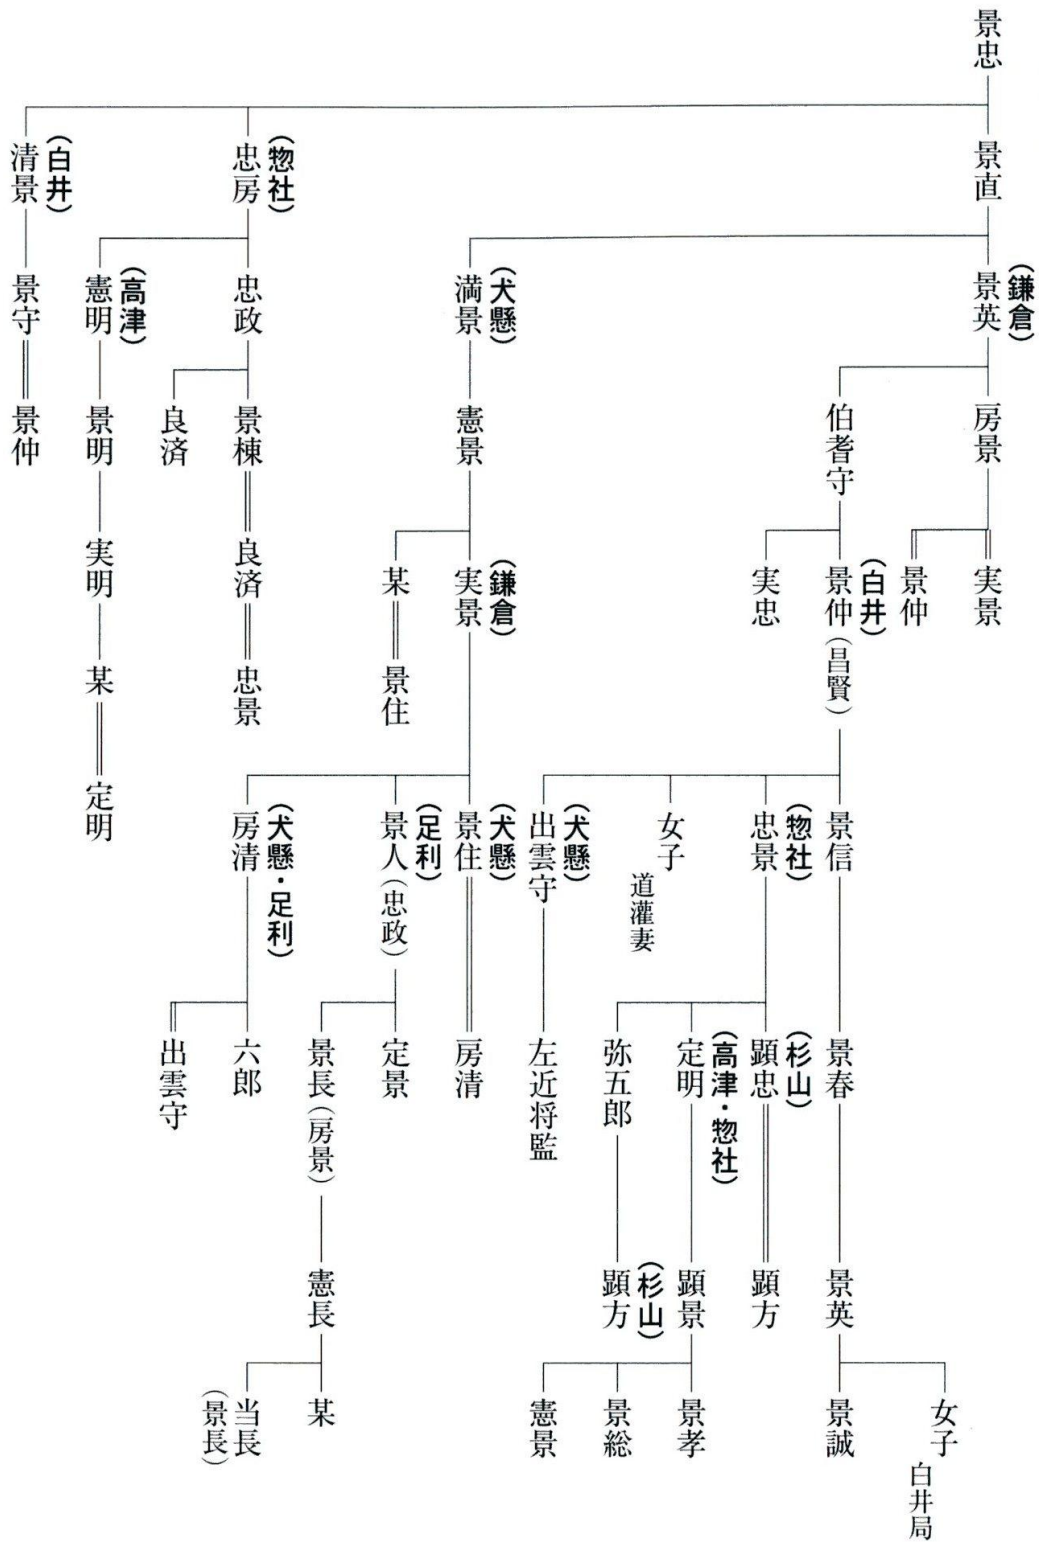 景忠
景直
(惣社)
忠房
(白井)
清景
(鎌倉)
景英
(犬懸)
満景
忠政
(高津)
憲明
景守
房景
伯耆守
憲景
景棟
良済
景明
景仲
実景
景仲
(白井)
景仲(昌賢)
実忠
(鎌倉)
実景
某
良済
実明
景住
忠景
某
定明
景信
(惣社)
忠景
女子
道灌妻
(犬懸)
出雲守
(犬懸)
景住
(足利)
景人(忠政)
(犬懸・足利)
房清
景春
(杉山)
顕忠
(高津・惣社)
定明
弥五郎
左近将監
房清
定景
景長(房景)
六郎
出雲守
景英
顕方
顕景
(杉山)
顕方
憲長
女子
白井局
景誠
景孝
景総
憲景
某
当長
(景長)